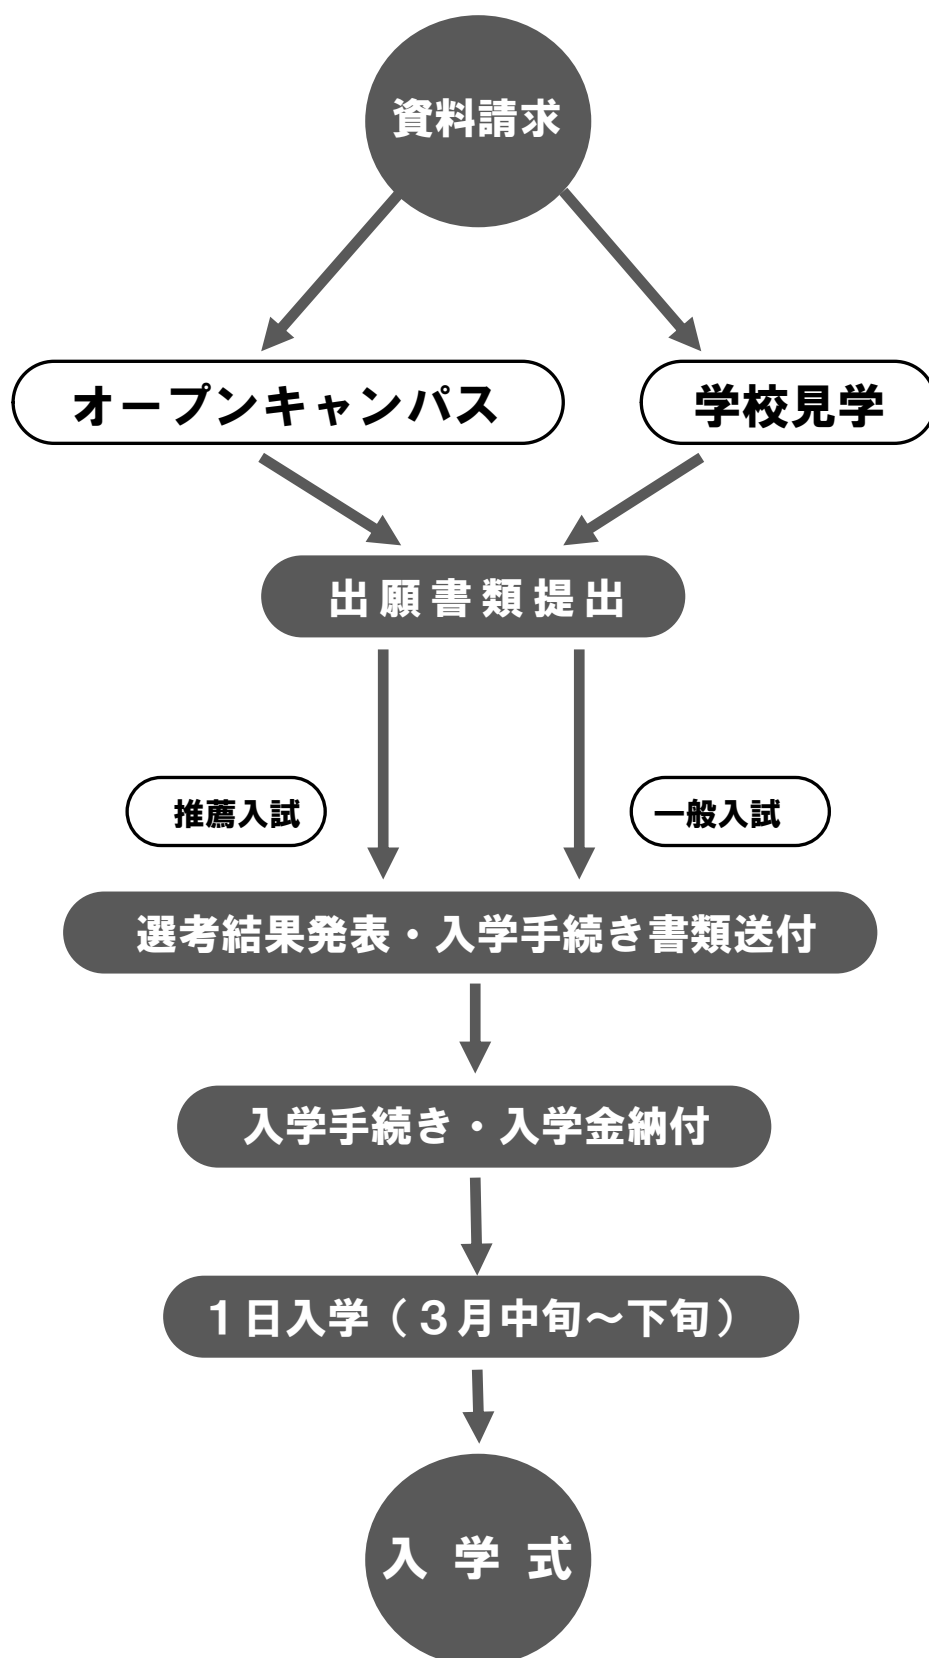 資料請求
オープンキャンパス
学校見学
出願書類提出
推薦入試
一般入試
選考結果発表・入学手続き書類送付
入学手続き・入学金納付
１日入学（３月中旬～下旬）
入学式